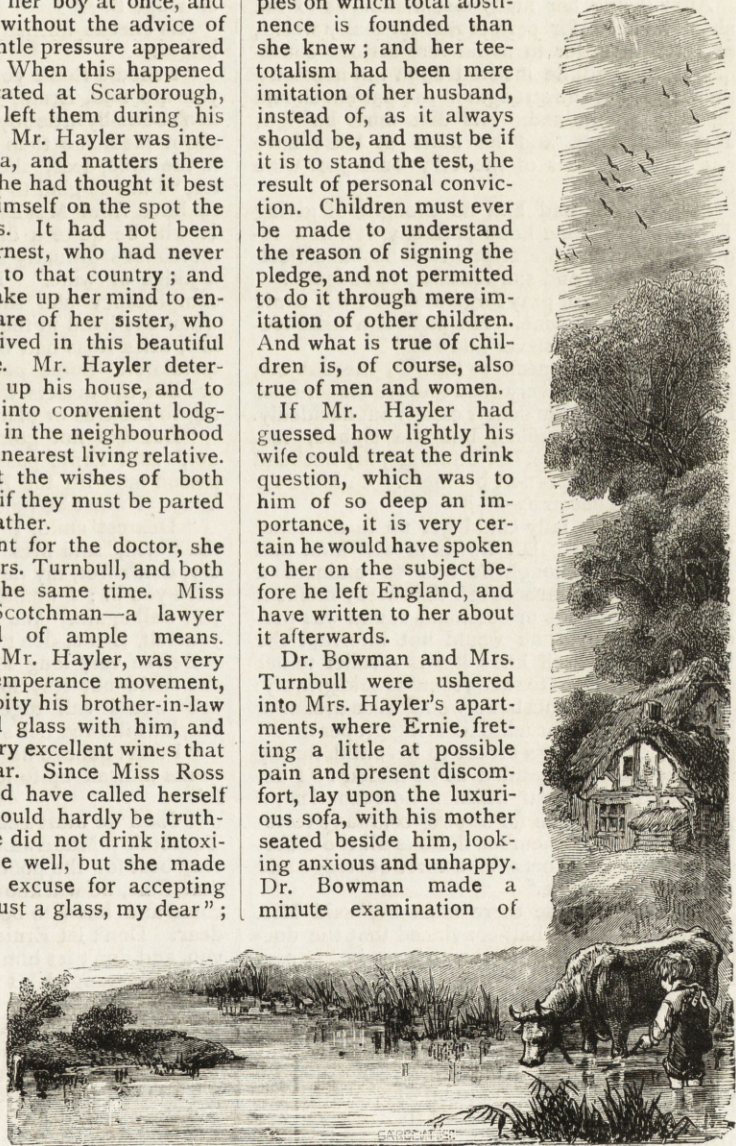 her boy at once, and
without the advice of
ntle pressure appeared
When this happened
cated at Scarborough,
left them during his
Mr. Hayler was inte-
a, and matters there
he had thought it best
imself on the spot the
s. It had not been
rnest, who had never
to that country; and
ake up her mind to en-
are of her sister, who
ived in this beautiful
e. Mr. Hayler deter-
up his house, and to
into convenient lodg-
in the neighbourhood
nearest living relative.
t the wishes of both
if they must be parted
ather.
nt for the doctor, she
rs. Turnbull, and both
he same time. Miss
Scotchman—a lawyer
l of ample means.
Mr. Hayler, was very
emperance movement,
pity his brother-in-law
l glass with him, and
ry excellent wines that
ar. Since Miss Ross
d have called herself
ould hardly be truth-
e did not drink intoxi-
e well, but she made
excuse for accepting
ust a glass, my dear";
ples on which total absti-
nence is founded than
she knew; and her tee-
totalism had been mere
imitation of her husband,
instead of, as it always
should be, and must be if
it is to stand the test, the
result of personal convic-
tion. Children must ever
be made to understand
the reason of signing the
pledge, and not permitted
to do it through mere im-
itation of other children.
And what is true of chil-
dren is, of course, also
true of men and women.
If Mr. Hayler had
guessed how lightly his
wife could treat the drink
question, which was to
him of so deep an im-
portance, it is very cer-
tain he would have spoken
to her on the subject be-
fore he left England, and
have written to her about
it afterwards.
Dr. Bowman and Mrs.
Turnbull were ushered
into Mrs. Hayler's apart-
ments, where Ernie, fret-
ting a little at possible
pain and present discom-
fort, lay upon the luxuri-
ous sofa, with his mother
seated beside him, look-
ing anxious and unhappy.
Dr. Bowman made a
minute examination of